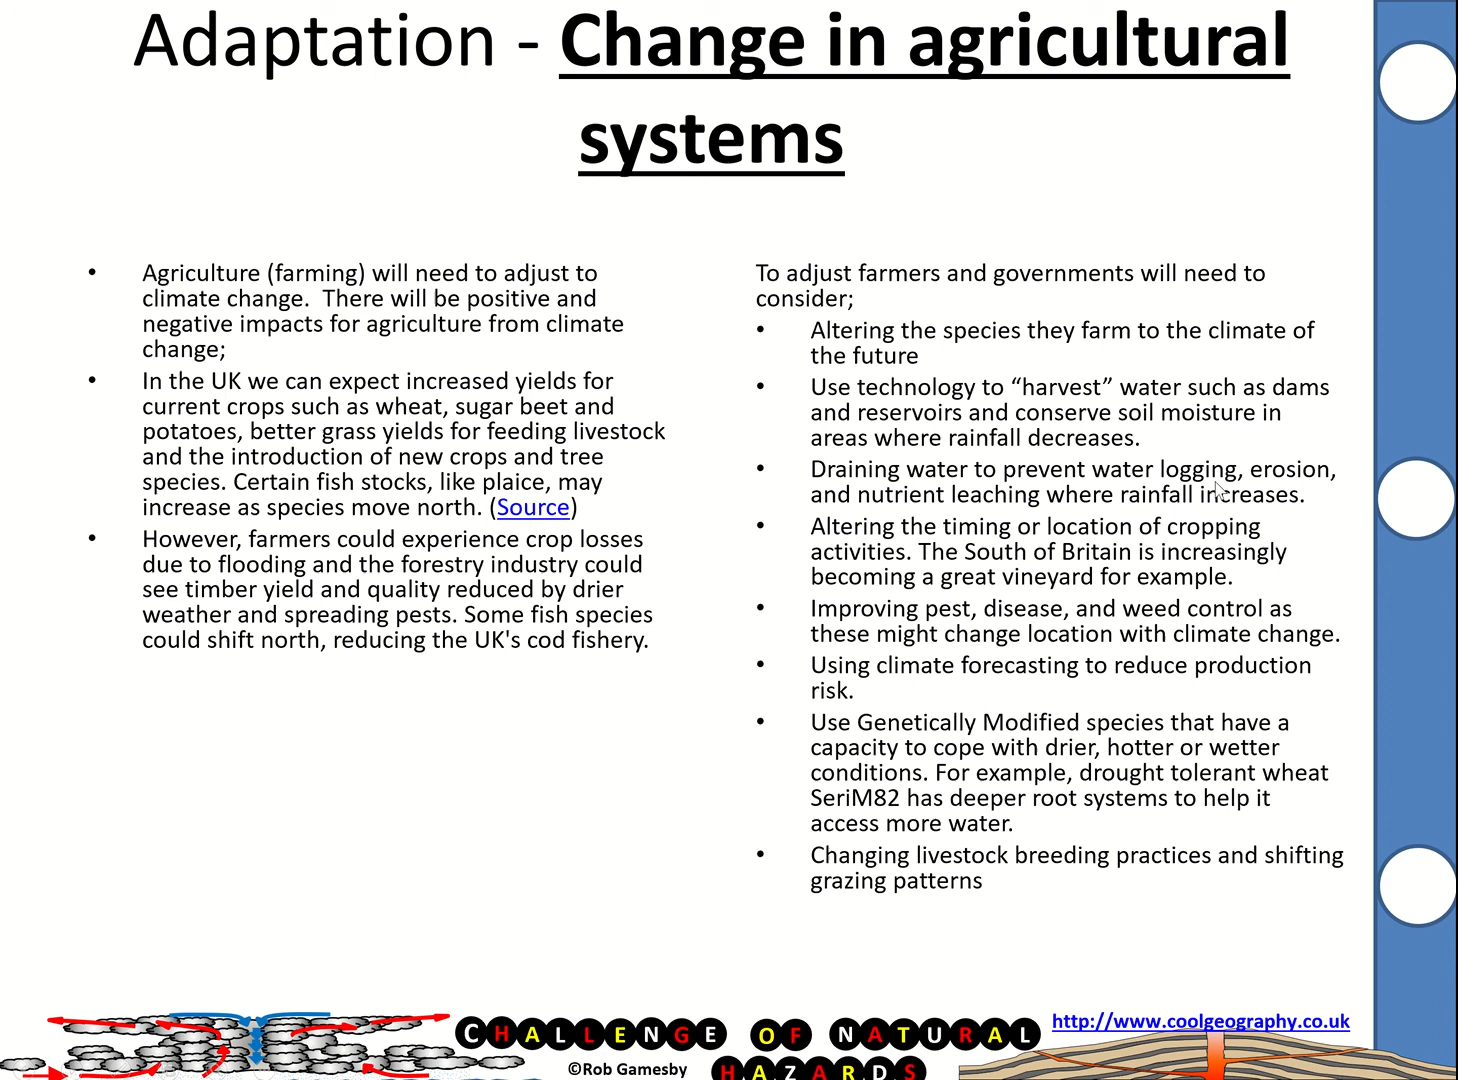 Adaptation - Change in agricultural
systems
• Agriculture (farming) will need to adjust to
climate change.  There will be positive and
negative impacts for agriculture from climate
change;
• In the UK we can expect increased yields for
current crops such as wheat, sugar beet and
potatoes, better grass yields for feeding livestock
and the introduction of new crops and tree
species. Certain fish stocks, like plaice, may
increase as species move north. (Source)
• However, farmers could experience crop losses
due to flooding and the forestry industry could
see timber yield and quality reduced by drier
weather and spreading pests. Some fish species
could shift north, reducing the UK's cod fishery.
To adjust farmers and governments will need to
consider;
• Altering the species they farm to the climate of
the future
• Use technology to “harvest” water such as dams
and reservoirs and conserve soil moisture in
areas where rainfall decreases.
• Draining water to prevent water logging, erosion,
and nutrient leaching where rainfall increases.
• Altering the timing or location of cropping
activities. The South of Britain is increasingly
becoming a great vineyard for example.
• Improving pest, disease, and weed control as
these might change location with climate change.
• Using climate forecasting to reduce production
risk.
• Use Genetically Modified species that have a
capacity to cope with drier, hotter or wetter
conditions. For example, drought tolerant wheat
SeriM82 has deeper root systems to help it
access more water.
• Changing livestock breeding practices and shifting
grazing patterns
CHALLENGE OF NATURAL
HAZARDS
http://www.coolgeography.co.uk
©Rob Gamesby